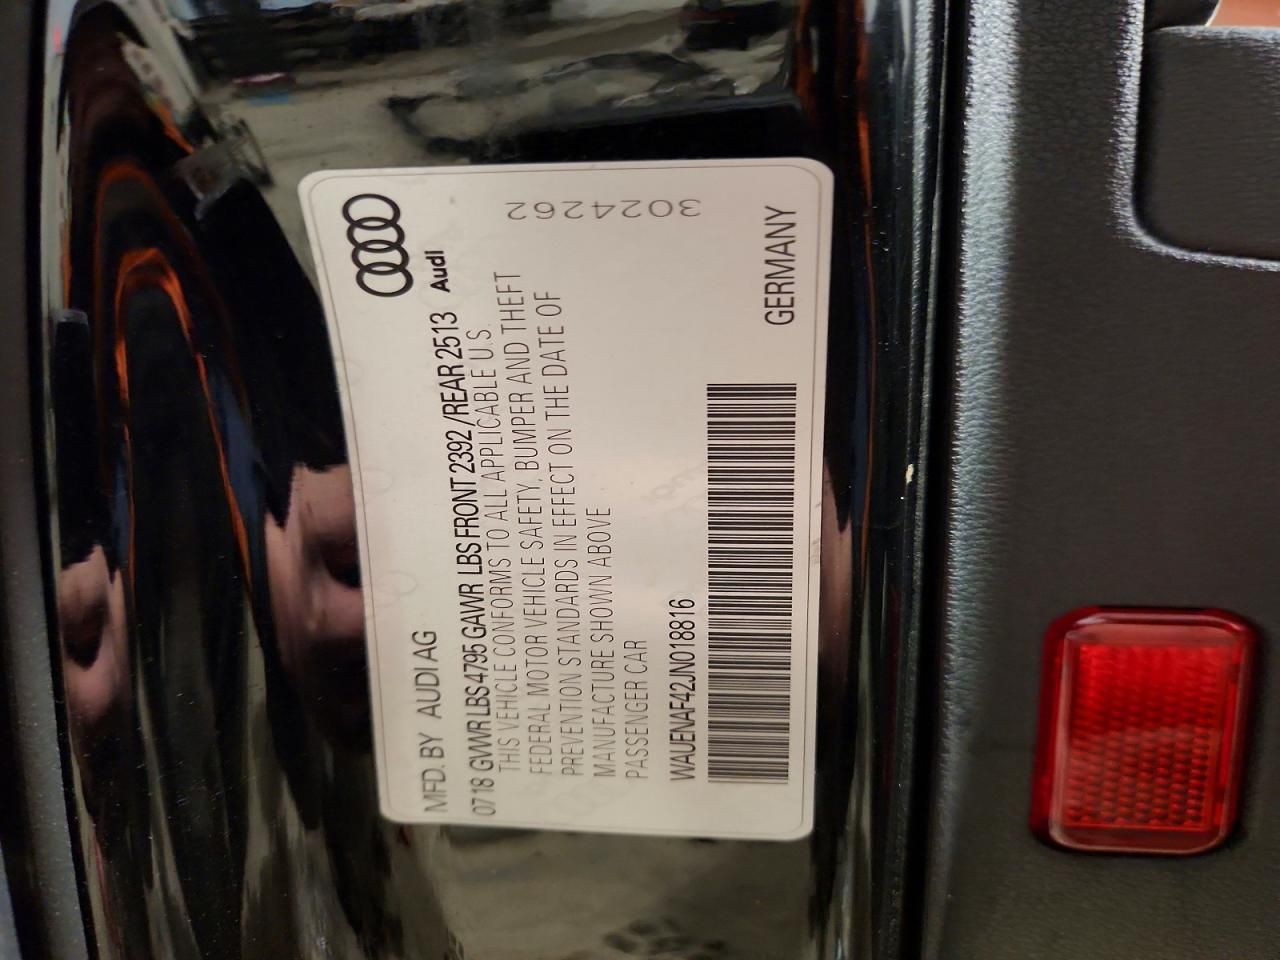 MFD. BY AUDI AG
Audi
0718 GVWR LBS 4795 GAWR LBS FRONT 2392 /REAR 2513
THIS VEHICLE CONFORMS TO ALL APPLICABLE U.S.
FEDERAL MOTOR VEHICLE SAFETY, BUMPER AND THEFT
PREVENTION STANDARDS IN EFFECT ON THE DATE OF
MANUFACTURE SHOWN ABOVE
PASSENGER CAR
3024262
WAUENAF42JN018816
GERMANY